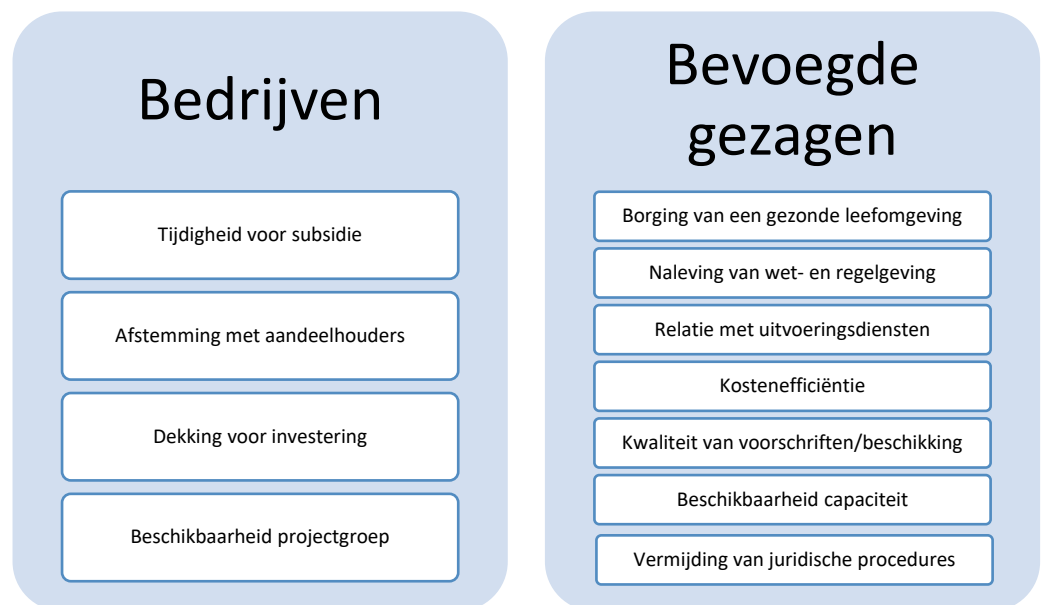 Bedrijven
Tijdigheid voor subsidie
Afstemming met aandeelhouders
Dekking voor investering
Beschikbaarheid projectgroep
Bevoegde
gezagen
Borging van een gezonde leefomgeving
Naleving van wet- en regelgeving
Relatie met uitvoeringsdiensten
Kostenefficiëntie
Kwaliteit van voorschriften/beschikking
Beschikbaarheid capaciteit
Vermijding van juridische procedures